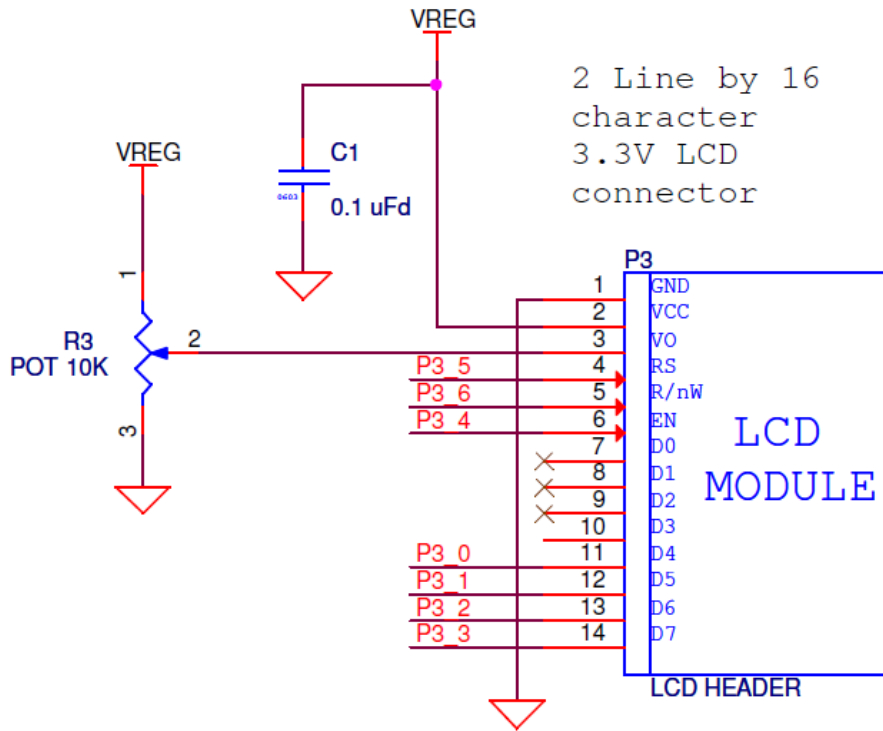 VREG
2 Line by 16
character
3.3V LCD
connector
VREG
C1
0603
0.1 uFd
1
R3
POT 10K
2
3
P3
1 GND
2 VCC
3 VO
P3_5 4 RS
P3_6 5 R/nW
P3_4 6 EN
7 D0
8 D1
9 D2
10 D3
P3_0 11 D4
P3_1 12 D5
P3_2 13 D6
P3_3 14 D7
LCD
MODULE
LCD HEADER